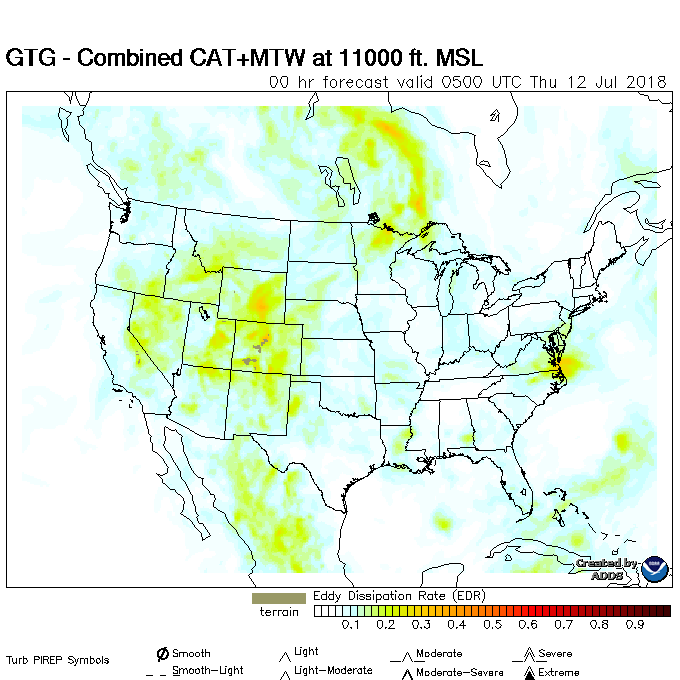 GTG - Combined CAT+MTW at 11000 ft. MSL
00 hr forecast valid 0500 UTC Thu 12 Jul 2018
Created by
ADDS
Eddy Dissipation Rate (EDR)
terrain
0.1 0.2 0.3 0.4 0.5 0.6 0.7 0.8 0.9
Turb PIREP Symbols
Smooth Light Moderate Severe
Smooth-Light Light-Moderate Moderate-Severe Extreme